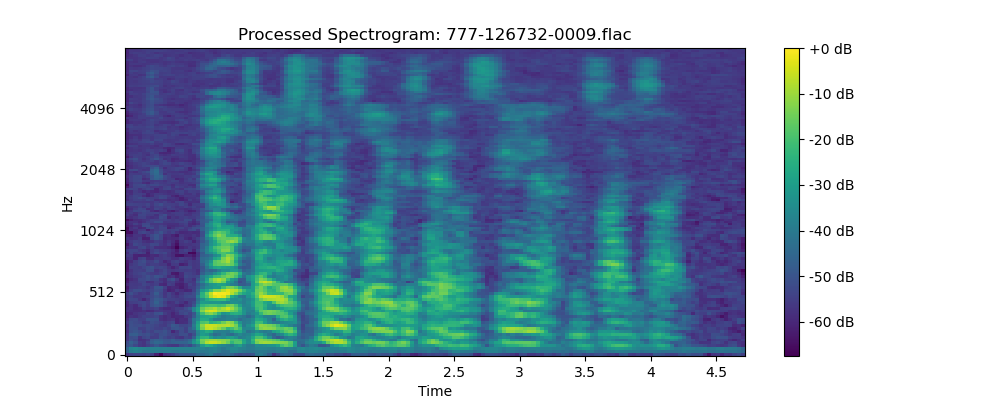 Processed Spectrogram: 777-126732-0009.flac
Hz
4096
2048
1024
512
0
0 0.5 1 1.5 2 2.5 3 3.5 4 4.5
Time
+0 dB
-10 dB
-20 dB
-30 dB
-40 dB
-50 dB
-60 dB